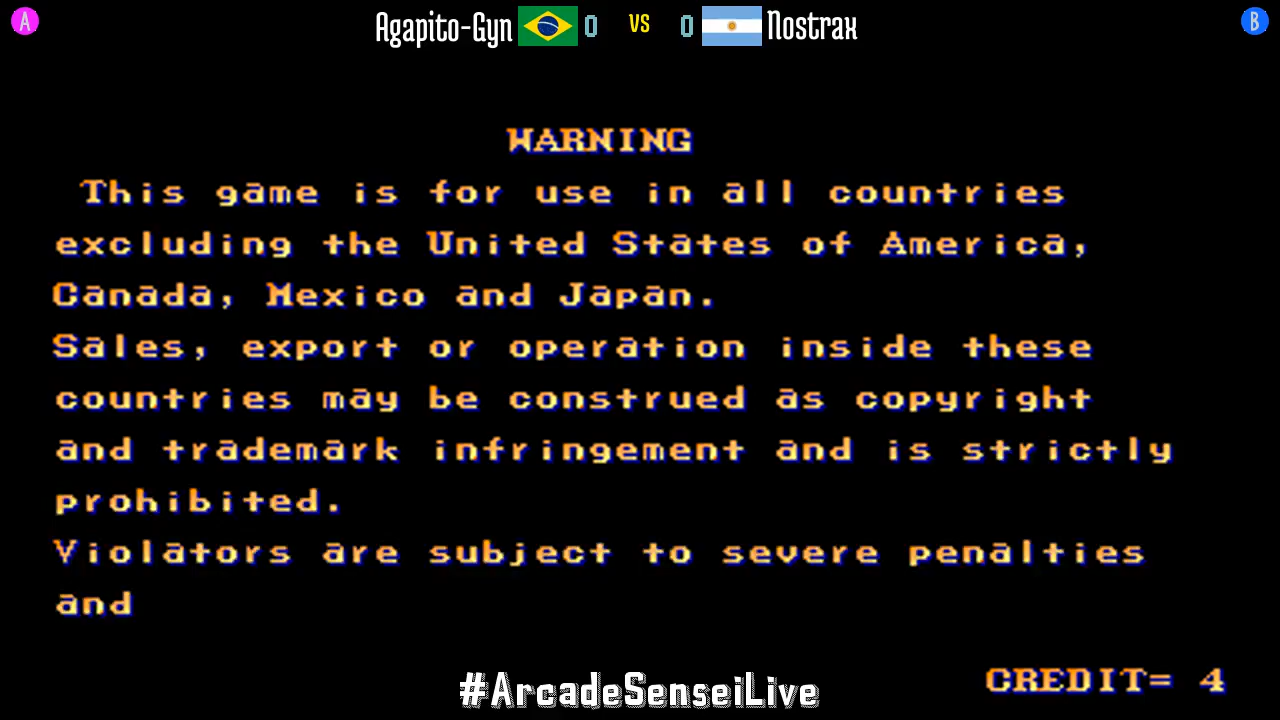 A
Agapito-Gyn 0 VS 0 Nostrax
B
WARNING
This game is for use in all countries
excluding the United States of America,
Canada, Mexico and Japan.
Sales, export or operation inside these
countries may be construed as copyright
and trademark infringement and is strictly
prohibited.
Violators are subject to severe penalties
and
CREDIT= 4
#ArcadeSenseiLive